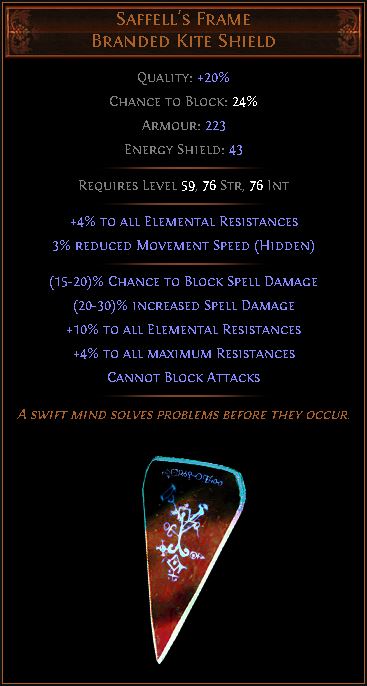 Saffell's Frame
Branded Kite Shield
Quality: +20%
Chance to Block: 24%
Armour: 223
Energy Shield: 43
Requires Level 59, 76 Str, 76 Int
+4% to all Elemental Resistances
3% reduced Movement Speed (Hidden)
(15-20)% Chance to Block Spell Damage
(20-30)% increased Spell Damage
+10% to all Elemental Resistances
+4% to all maximum Resistances
Cannot Block Attacks
A swift mind solves problems before they occur.